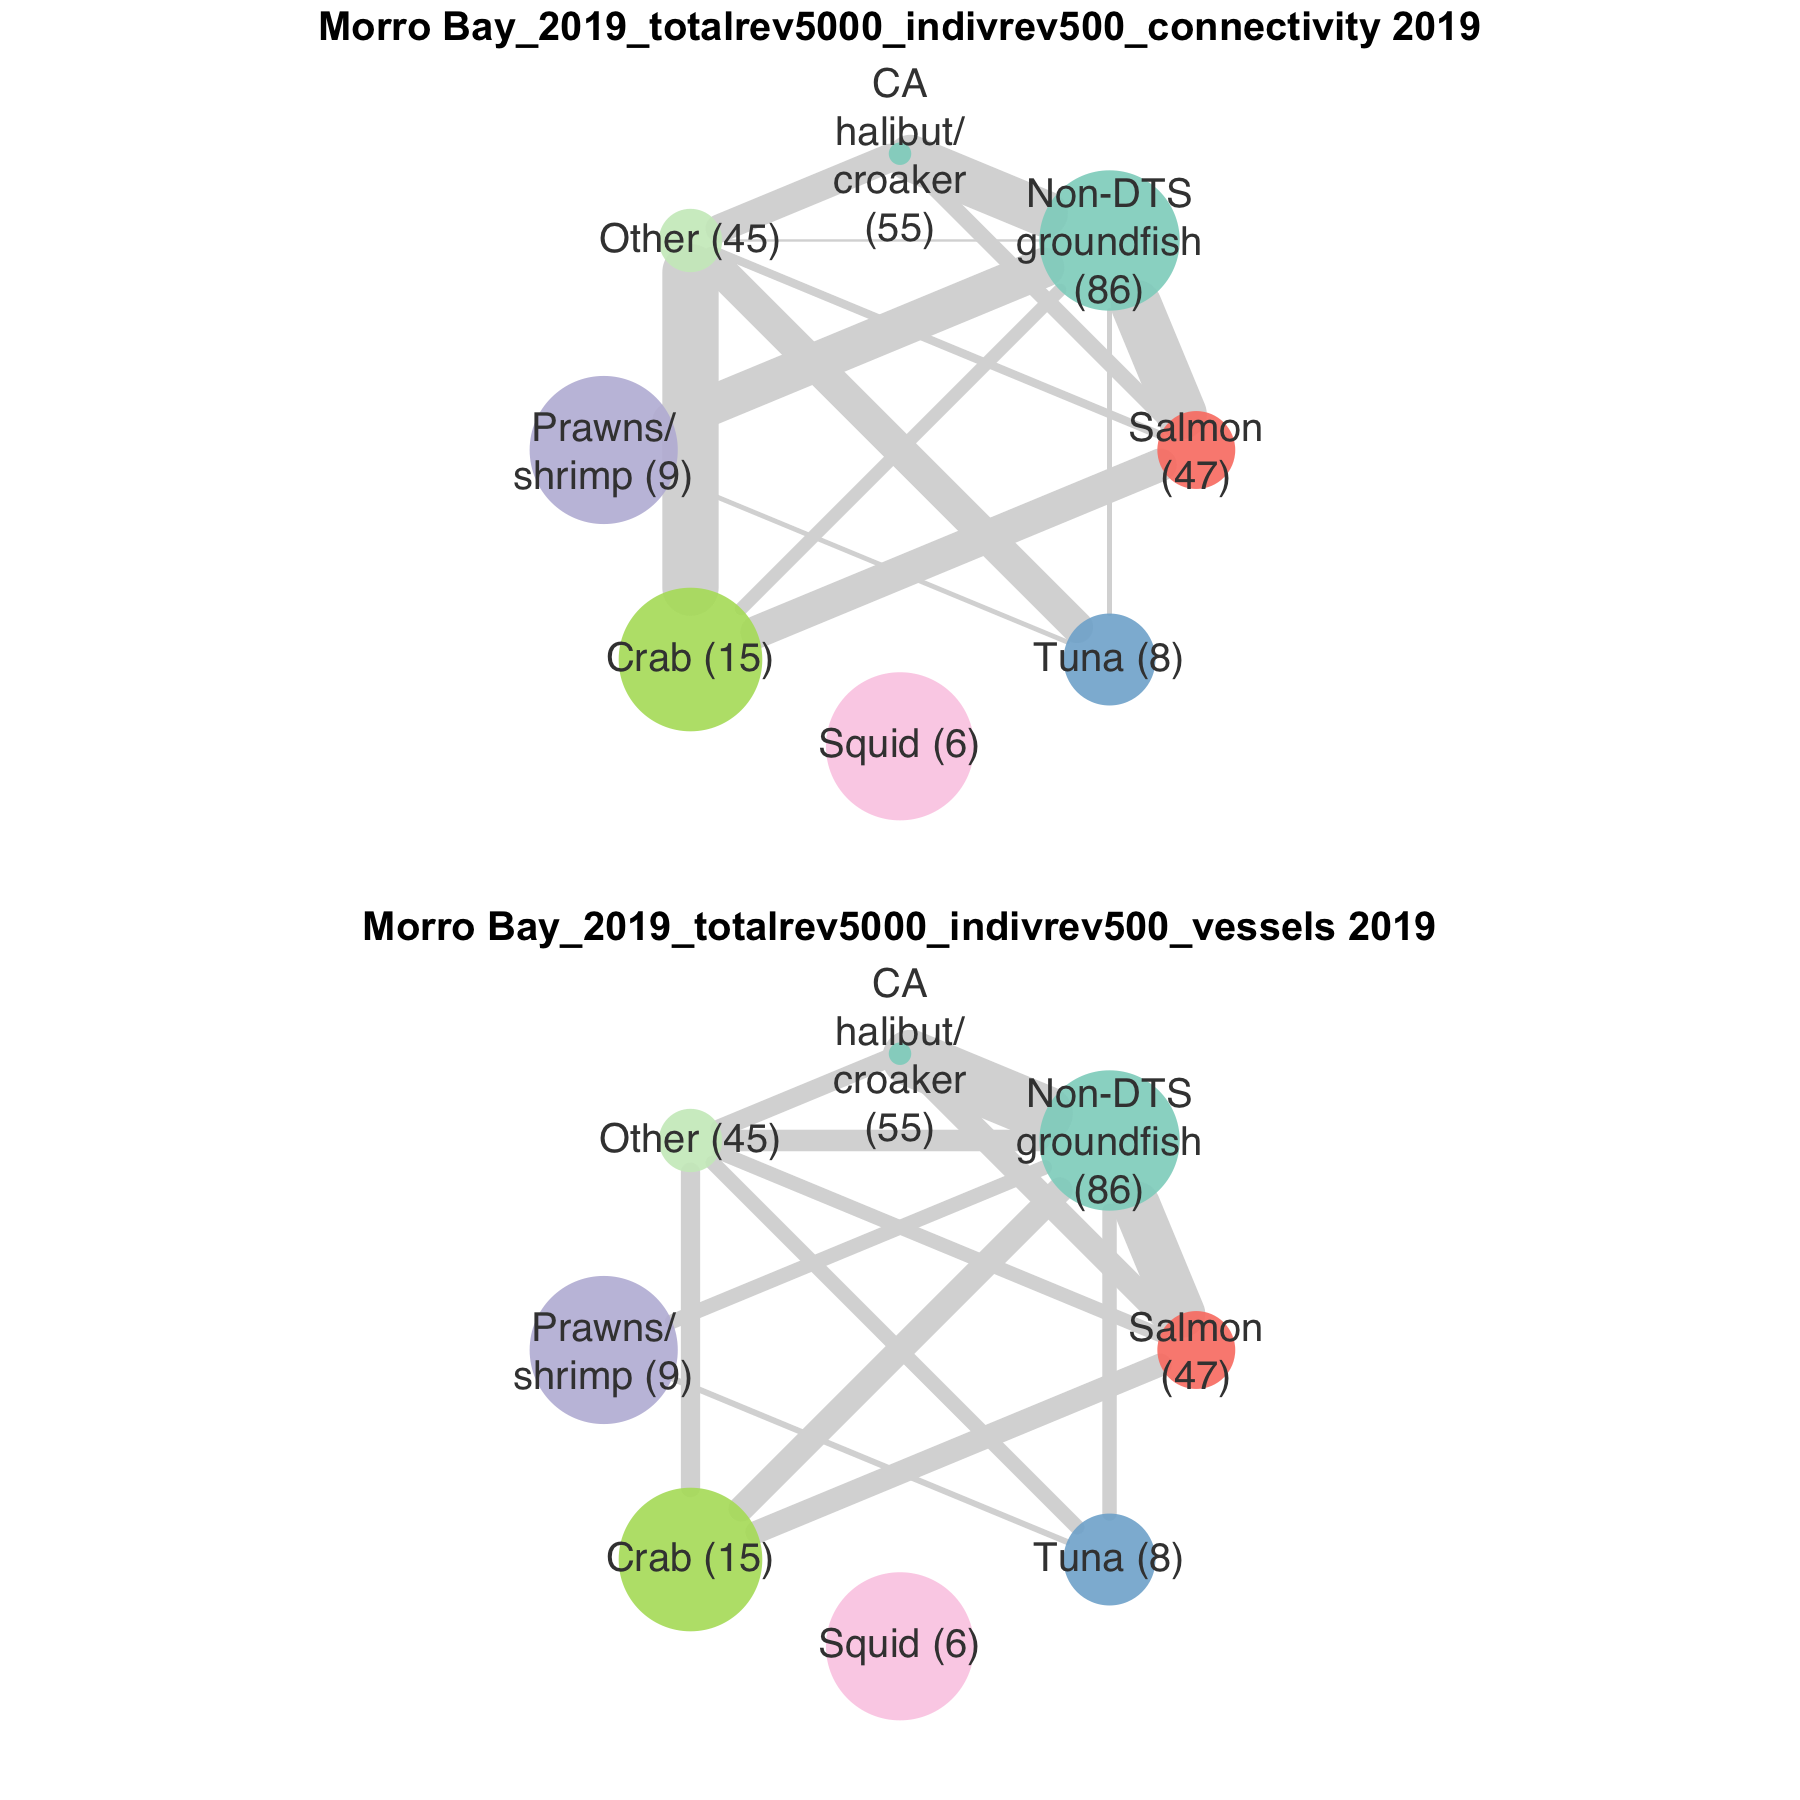 Morro Bay_2019_totalrev5000_indivrev500_connectivity 2019
CA
halibut/
croaker
(55)
Non-DTS
groundfish
(86)
Other (45)
Salmon
(47)
Prawns/
shrimp (9)
Crab (15)
Tuna (8)
Squid (6)
Morro Bay_2019_totalrev5000_indivrev500_vessels 2019
CA
halibut/
croaker
(55)
Non-DTS
groundfish
(86)
Other (45)
Salmon
(47)
Prawns/
shrimp (9)
Crab (15)
Tuna (8)
Squid (6)